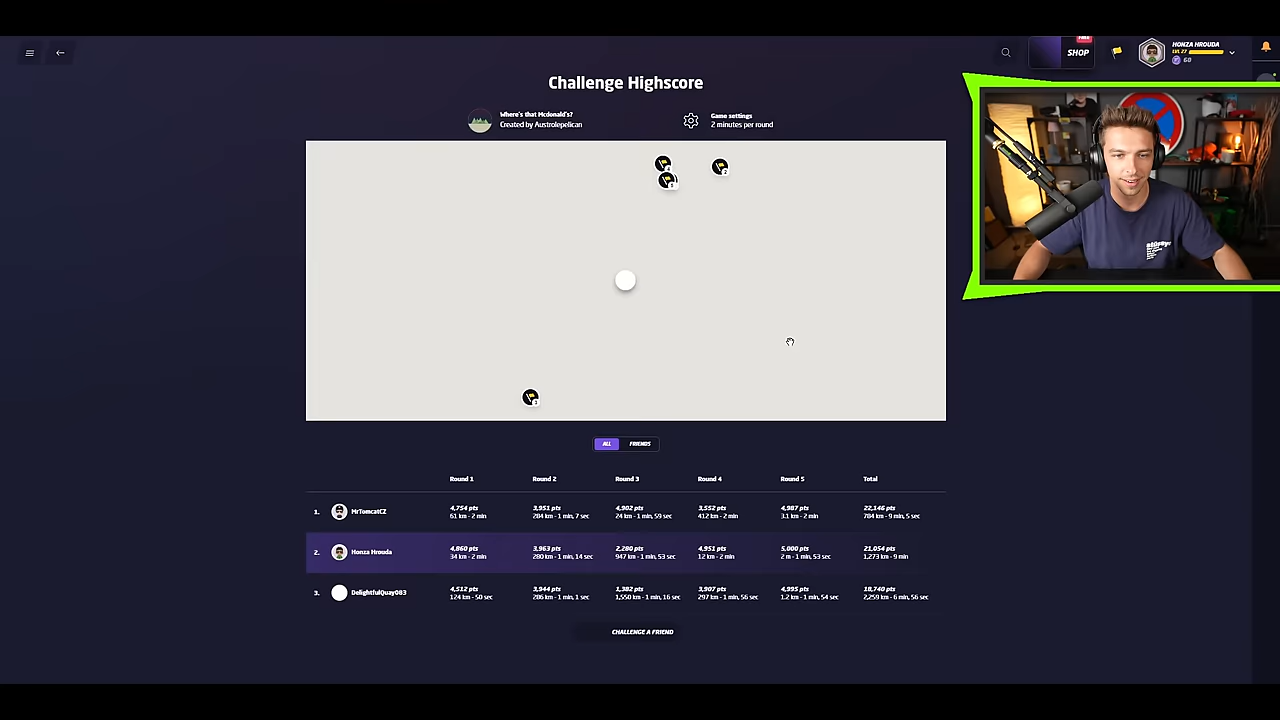 FREE
SHOP
HONZA HROUDA
LVL 27
60
Challenge Highscore
Where's that Mcdonald's?
Created by Austrolepelican
Game settings
2 minutes per round
ALL
FRIENDS
Round 1 Round 2 Round 3 Round 4 Round 5 Total
1. MrTomcatCZ 4,754 pts 3,951 pts 4,902 pts 3,552 pts 4,987 pts 22,146 pts
61 km - 2 min 284 km - 1 min, 7 sec 24 km - 1 min, 59 sec 412 km - 2 min 3.1 km - 2 min 784 km - 9 min, 5 sec
2. Honza Hrouda 4,860 pts 3,963 pts 2,280 pts 4,951 pts 5,000 pts 21,054 pts
34 km - 2 min 280 km - 1 min, 14 sec 947 km - 1 min, 53 sec 12 km - 2 min 2 m - 1 min, 53 sec 1,273 km - 9 min
3. DelightfulQuay083 4,512 pts 3,944 pts 1,382 pts 3,907 pts 4,995 pts 18,740 pts
124 km - 50 sec 286 km - 1 min, 1 sec 1,550 km - 1 min, 16 sec 297 km - 1 min, 56 sec 1.2 km - 1 min, 54 sec 2,259 km - 6 min, 56 sec
CHALLENGE A FRIEND